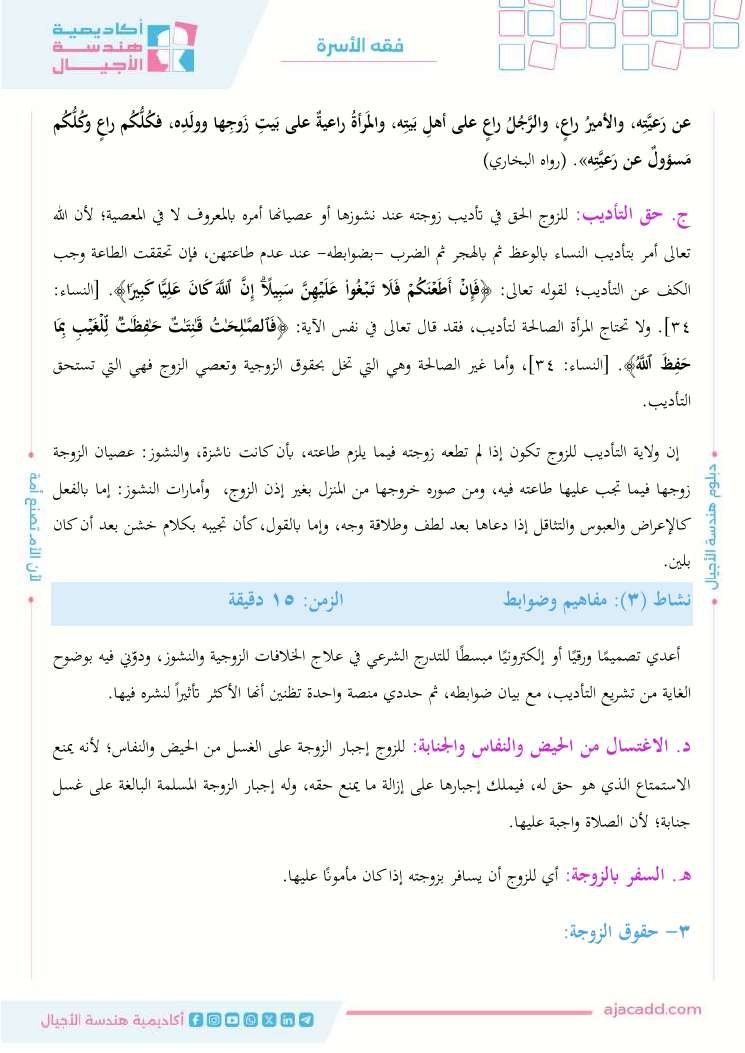 أكاديمية
هندسة
الأجيال
فقه الأسرة
عن رَعيَّتِه، والأميرُ راعٍ، والرَّجُلُ راعٍ على أهلِ بَيتِه، والمَرأةُ راعيةٌ على بَيتِ زَوجِها وولَدِه، فكُلُّكُم راعٍ وكُلُّكُم
مَسؤولٌ عن رَعيَّتِه». (رواه البخاري)
ج. حق التأديب: للزوج الحق في تأديب زوجته عند نشوزها أو عصيانها أمره بالمعروف لا في المعصية؛ لأن الله
تعالى أمر بتأديب النساء بالوعظ ثم بالهجر ثم الضرب -بضوابطه- عند عدم طاعتهن، فإن تحققت الطاعة وجب
الكف عن التأديب؛ لقوله تعالى: ﴿فَإِنۡ أَطَعۡنَكُمۡ فَلَا تَبۡغُواْ عَلَيۡهِنَّ سَبِيلًاۗ إِنَّ ٱللَّهَ كَانَ عَلِيّٗا كَبِيرٗا﴾. [النساء:
٣٤]. ولا تحتاج المرأة الصالحة لتأديب، فقد قال تعالى في نفس الآية: ﴿فَٱلصَّٰلِحَٰتُ قَٰنِتَٰتٌ حَٰفِظَٰتٞ لِّلۡغَيۡبِ بِمَا
حَفِظَ ٱللَّهُ﴾. [النساء: ٣٤]، وأما غير الصالحة وهي التي تخل بحقوق الزوجية وتعصي الزوج فهي التي تستحق
التأديب.
إن ولاية التأديب للزوج تكون إذا لم تطعه زوجته فيما يلزم طاعته، بأن كانت ناشزة، والنشوز: عصيان الزوجة
زوجها فيما تجب عليها طاعته فيه، ومن صوره خروجها من المنزل بغير إذن الزوج، وأمارات النشوز: إما بالفعل
كالإعراض والعبوس والتثاقل إذا دعاها بعد لطف وطلاقة وجه، وإما بالقول، كأن تجيبه بكلام خشن بعد أن كان
بلين.
نشاط (٣): مفاهيم وضوابط الزمن: ١٥ دقيقة
أعدي تصميمًا ورقيًا أو إلكترونيًا مبسطًا للتدرج الشرعي في علاج الخلافات الزوجية والنشوز، ودوّني فيه بوضوح
الغاية من تشريع التأديب، مع بيان ضوابطه، ثم حددي منصة واحدة تظنين أنها الأكثر تأثيراً لنشره فيها.
د. الاغتسال من الحيض والنفاس والجنابة: للزوج إجبار الزوجة على الغسل من الحيض والنفاس؛ لأنه يمنع
الاستمتاع الذي هو حق له، فيملك إجبارها على إزالة ما يمنع حقه، وله إجبار الزوجة المسلمة البالغة على غسل
جنابة؛ لأن الصلاة واجبة عليها.
هـ. السفر بالزوجة: أي للزوج أن يسافر بزوجته إذا كان مأمونًا عليها.
٣- حقوق الزوجة:
دبلوم هندسة الأجيال
لأن الأم تصنع أمة
أكاديمية هندسة الأجيال
ajacadd.com